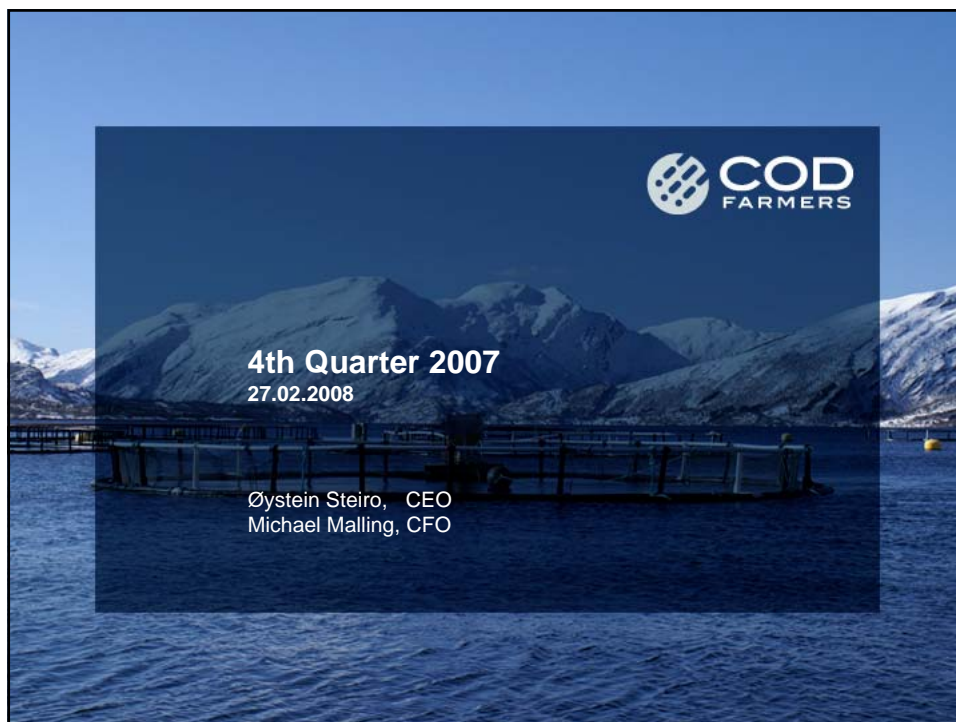 COD
FARMERS
4th Quarter 2007
27.02.2008
Øystein Steiro, CEO
Michael Malling, CFO